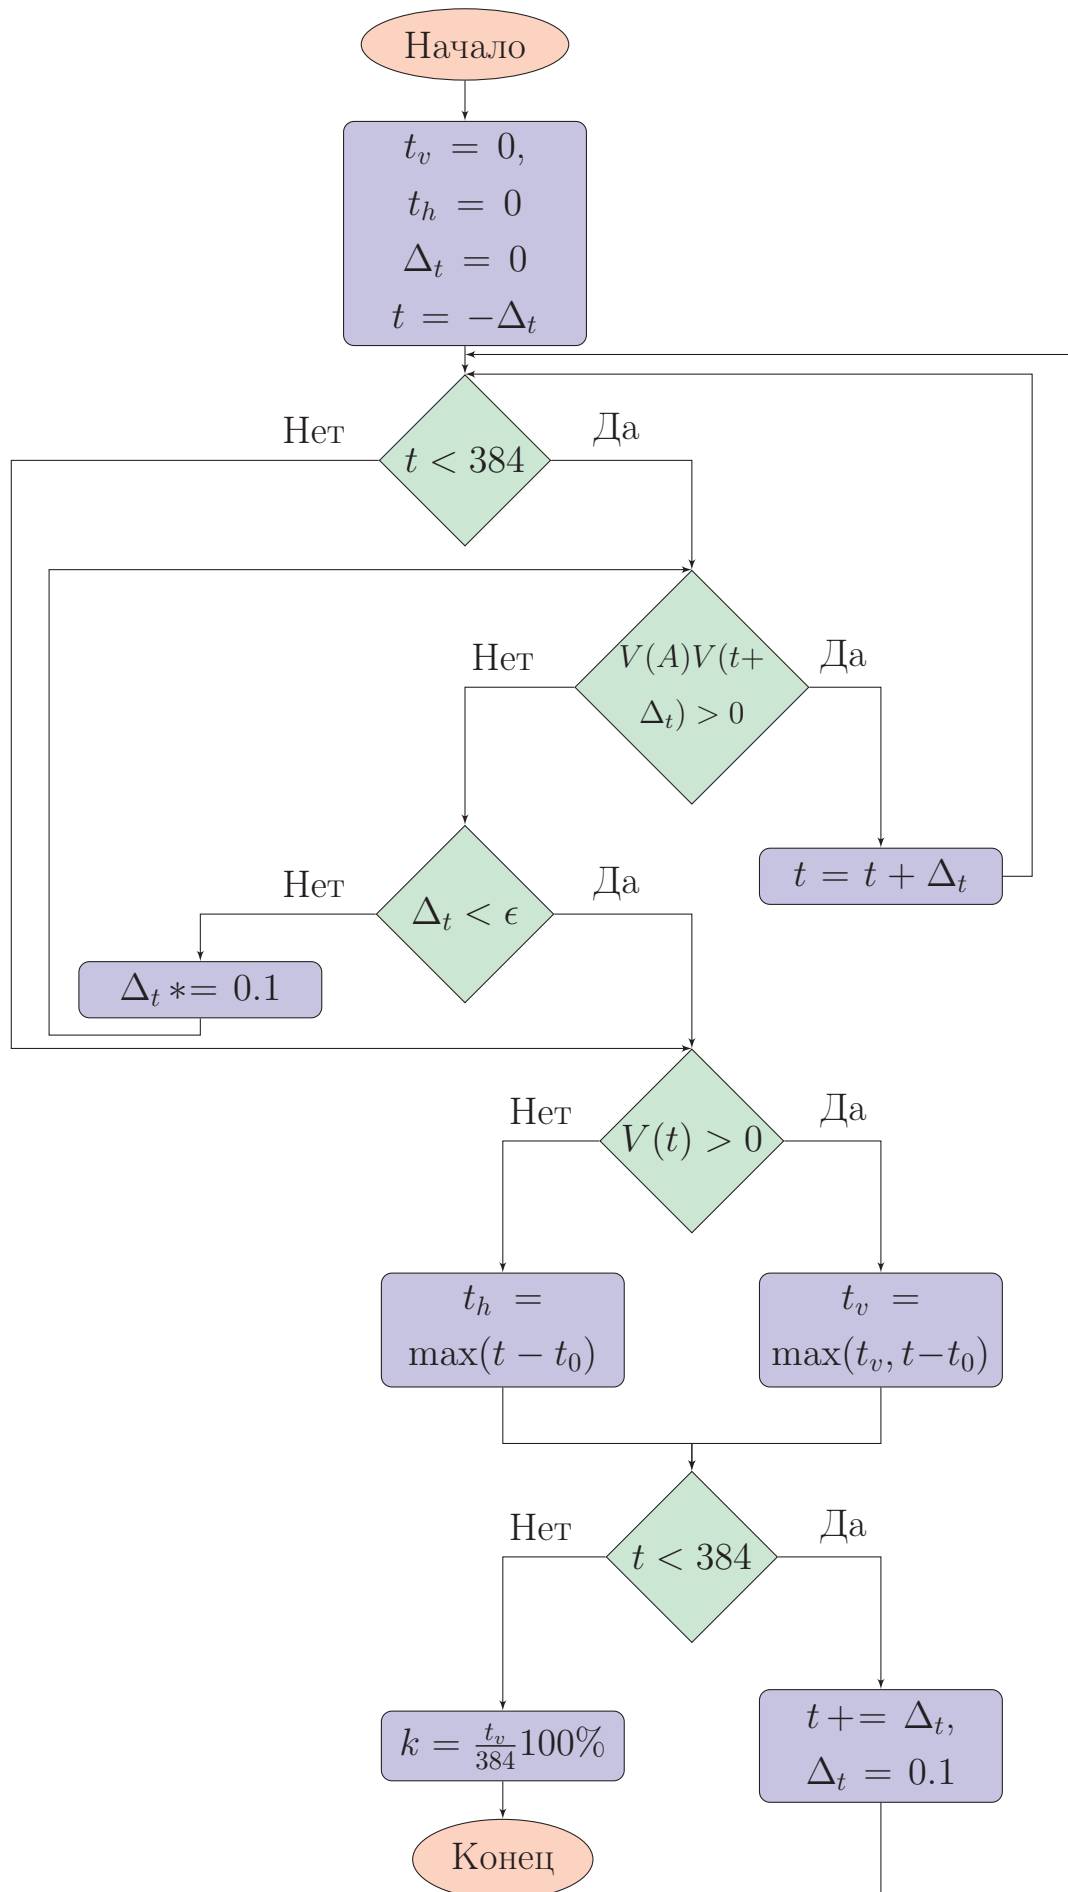 Начало
t_v = 0,
t_h = 0
Δ_t = 0
t = −Δ_t
Нет
Да
t < 384
Нет
Да
V(A)V(t+
Δ_t) > 0
Нет
Да
Δ_t < ϵ
t = t + Δ_t
Δ_t ∗= 0.1
Нет
Да
V(t) > 0
t_h =
max(t − t_0)
t_v =
max(t_v, t−t_0)
Нет
Да
t < 384
k = \frac{t_v}{384}100%
t += Δ_t,
Δ_t = 0.1
Конец